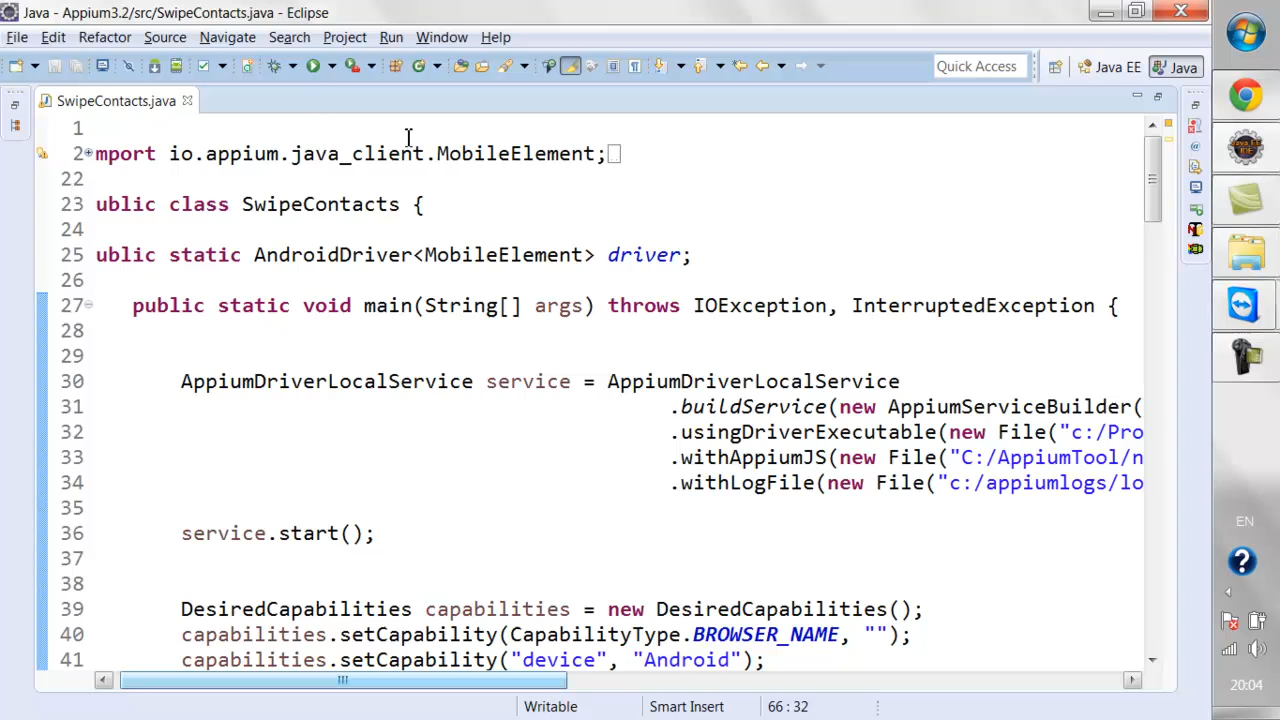 Java - Appium3.2/src/SwipeContacts.java - Eclipse
File Edit Refactor Source Navigate Search Project Run Window Help
Quick Access Java EE Java
SwipeContacts.java
1
2 mport io.appium.java_client.MobileElement;
22
23 ublic class SwipeContacts {
24
25 ublic static AndroidDriver<MobileElement> driver;
26
27 public static void main(String[] args) throws IOException, InterruptedException {
28
29
30 AppiumDriverLocalService service = AppiumDriverLocalService
31 .buildService(new AppiumServiceBuilder(
32 .usingDriverExecutable(new File("c:/Pro
33 .withAppiumJS(new File("C:/AppiumTool/n
34 .withLogFile(new File("c:/appiumlogs/lo
35
36 service.start();
37
38
39 DesiredCapabilities capabilities = new DesiredCapabilities();
40 capabilities.setCapability(CapabilityType.BROWSER_NAME, "");
41 capabilities.setCapability("device", "Android");
Writable Smart Insert 66 : 32
EN
20:04